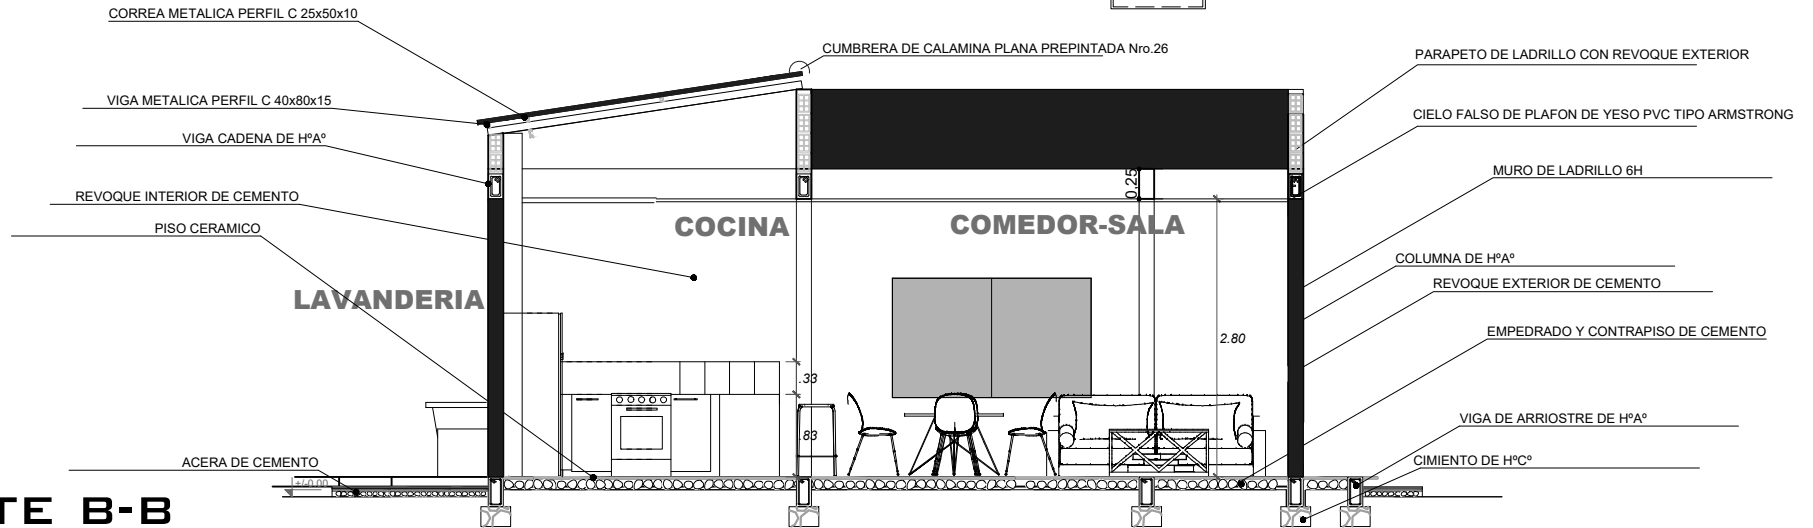 CORREA METALICA PERFIL C 25x50x10
CUMBRERA DE CALAMINA PLANA PREPINTADA Nro.26
PARAPETO DE LADRILLO CON REVOQUE EXTERIOR
VIGA METALICA PERFIL C 40x80x15
CIELO FALSO DE PLAFON DE YESO PVC TIPO ARMSTRONG
VIGA CADENA DE HºAº
MURO DE LADRILLO 6H
0,25
REVOQUE INTERIOR DE CEMENTO
PISO CERAMICO
COCINA
COMEDOR-SALA
COLUMNA DE HºAº
REVOQUE EXTERIOR DE CEMENTO
LAVANDERIA
EMPEDRADO Y CONTRAPISO DE CEMENTO
2.80
.33
VIGA DE ARRIOSTRE DE HºAº
.83
ACERA DE CEMENTO
CIMIENTO DE HºCº
+/-0.00
TE B-B